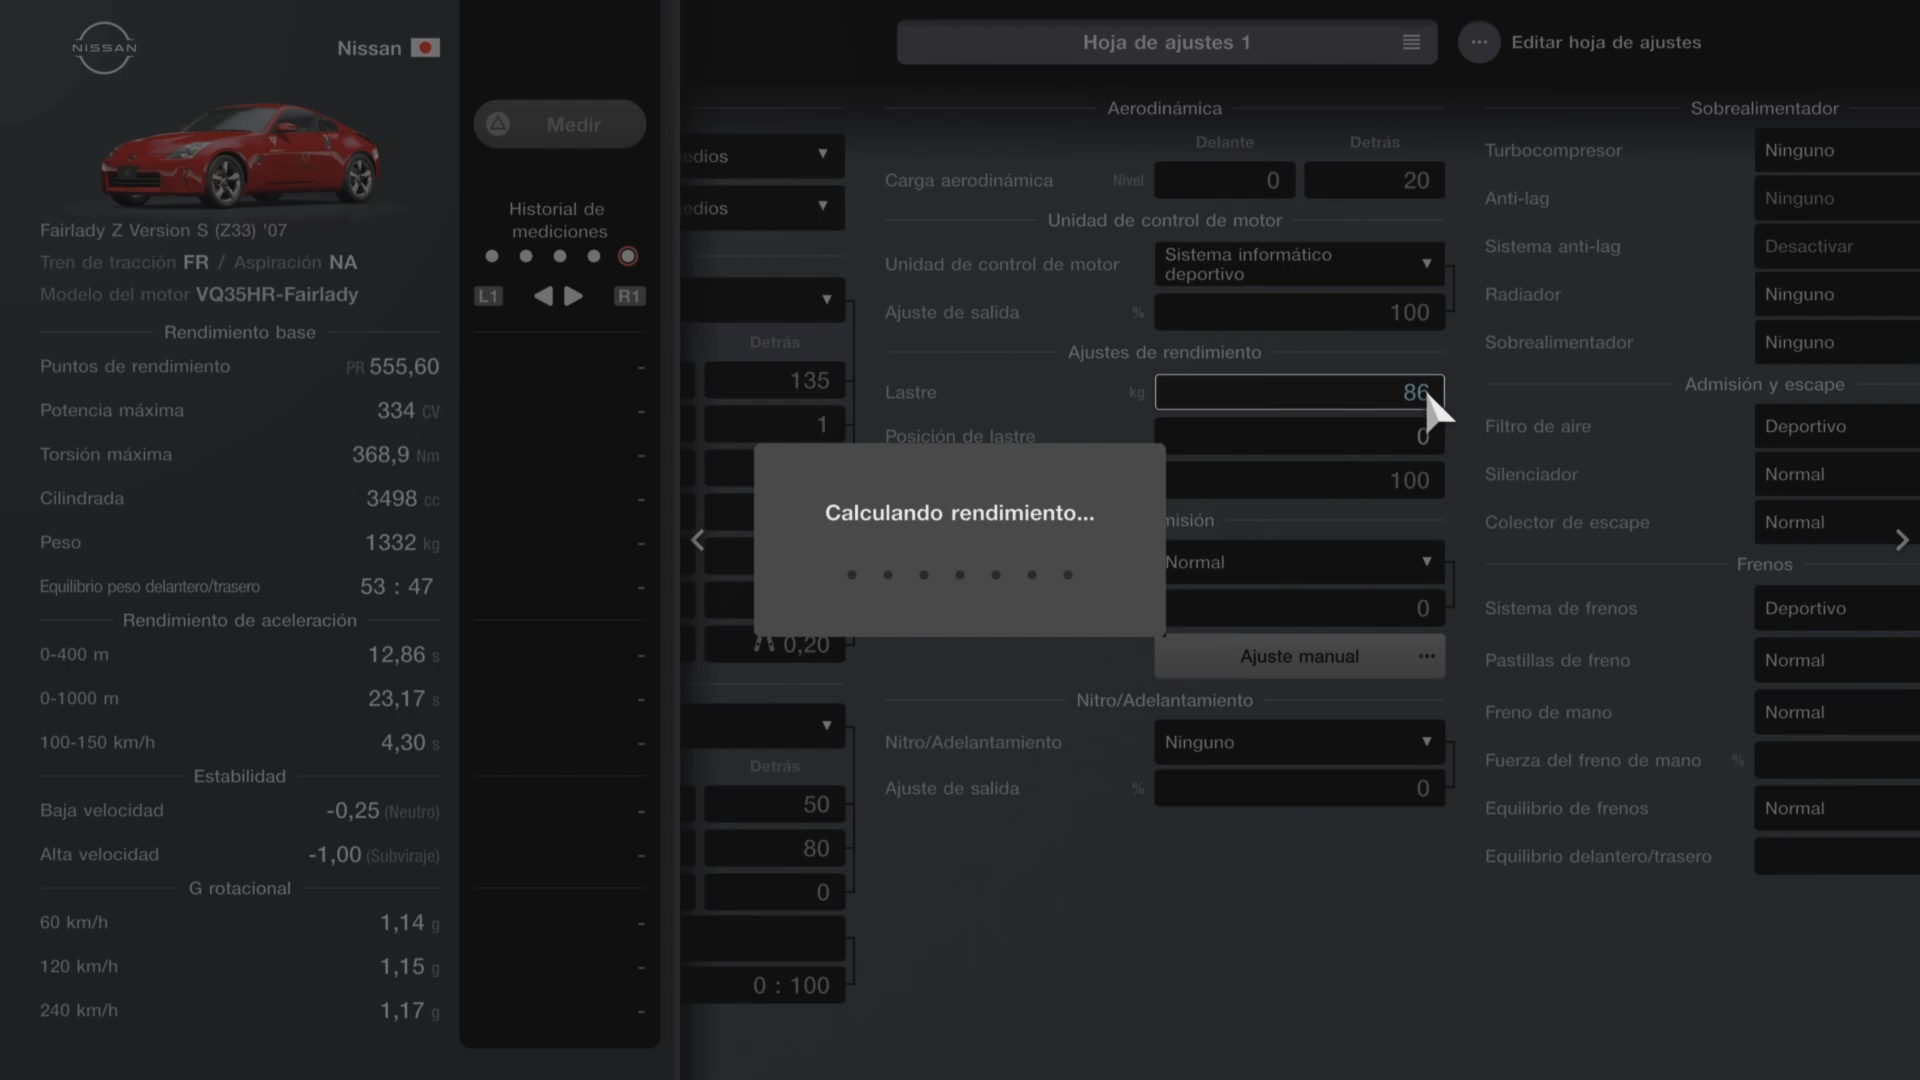 NISSAN
Nissan
Fairlady Z Version S (Z33) '07
Tren de tracción FR / Aspiración NA
Modelo del motor VQ35HR-Fairlady
Rendimiento base
Puntos de rendimiento PR 555,60
Potencia máxima 334 CV
Torsión máxima 368,9 Nm
Cilindrada 3498 cc
Peso 1332 kg
Equilibrio peso delantero/trasero 53 : 47
Rendimiento de aceleración
0-400 m 12,86 s
0-1000 m 23,17 s
100-150 km/h 4,30 s
Estabilidad
Baja velocidad -0,25 (Neutro)
Alta velocidad -1,00 (Subviraje)
G rotacional
60 km/h 1,14 g
120 km/h 1,15 g
240 km/h 1,17 g
Medir
Historial de
mediciones
L1 R1
- 
-
-
-
-
-
-
-
-
-
-
-
-
-
Hoja de ajustes 1
Editar hoja de ajustes
edios
edios
Detrás
135
1
0,20
Detrás
50
80
0
0 : 100
Aerodinámica
Delante Detrás
Carga aerodinámica Nivel 0 20
Unidad de control de motor
Unidad de control de motor Sistema informático
deportivo
Ajuste de salida % 100
Ajustes de rendimiento
Lastre kg 86
Posición de lastre 0
100
misión
Normal
0
Ajuste manual
Nitro/Adelantamiento
Nitro/Adelantamiento Ninguno
Ajuste de salida % 0
Calculando rendimiento...
Sobrealimentador
Turbocompresor Ninguno
Anti-lag Ninguno
Sistema anti-lag Desactivar
Radiador Ninguno
Sobrealimentador Ninguno
Admisión y escape
Filtro de aire Deportivo
Silenciador Normal
Colector de escape Normal
Frenos
Sistema de frenos Deportivo
Pastillas de freno Normal
Freno de mano Normal
Fuerza del freno de mano %
Equilibrio de frenos Normal
Equilibrio delantero/trasero